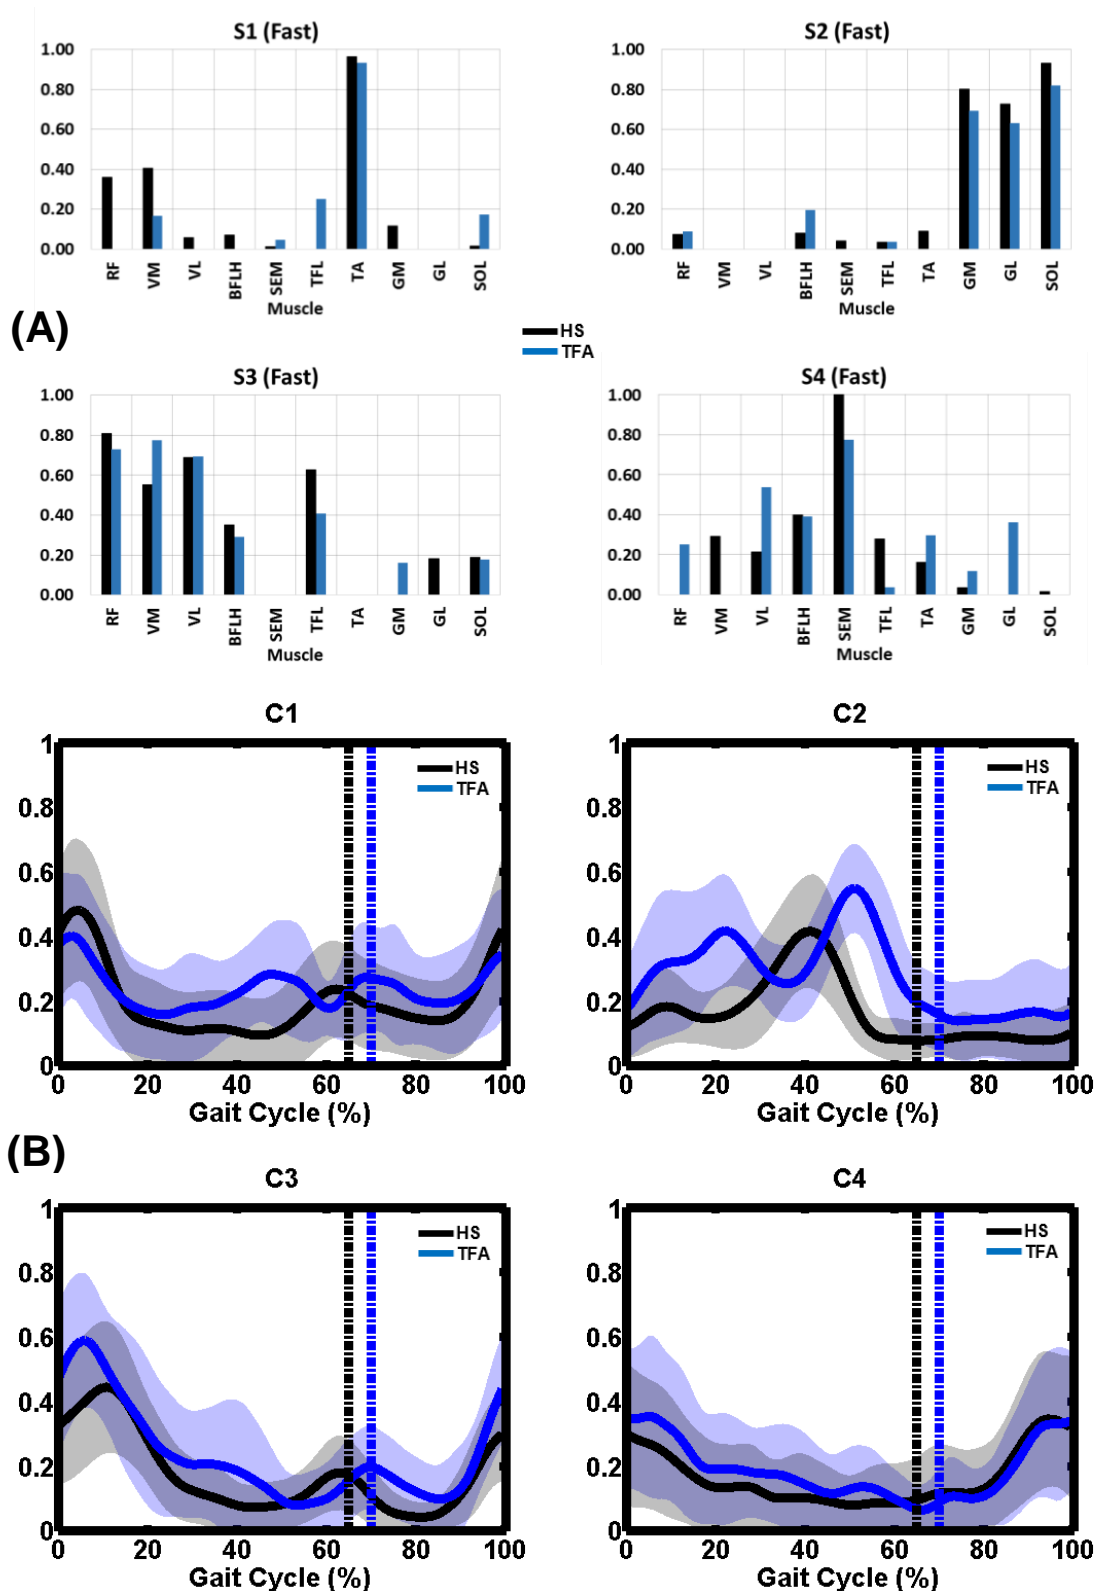 S1 (Fast)
1.00
0.80
0.60
0.40
0.20
0.00
RF VM VL BFLH SEM TFL TA GM GL SOL
Muscle
S2 (Fast)
1.00
0.80
0.60
0.40
0.20
0.00
RF VM VL BFLH SEM TFL TA GM GL SOL
Muscle
(A)
HS
TFA
S3 (Fast)
1.00
0.80
0.60
0.40
0.20
0.00
RF VM VL BFLH SEM TFL TA GM GL SOL
Muscle
S4 (Fast)
1.00
0.80
0.60
0.40
0.20
0.00
RF VM VL BFLH SEM TFL TA GM GL SOL
Muscle
C1
1
0.8
0.6
0.4
0.2
0
HS
TFA
0 20 40 60 80 100
Gait Cycle (%)
C2
1
0.8
0.6
0.4
0.2
0
HS
TFA
0 20 40 60 80 100
Gait Cycle (%)
(B)
C3
1
0.8
0.6
0.4
0.2
0
HS
TFA
0 20 40 60 80 100
Gait Cycle (%)
C4
1
0.8
0.6
0.4
0.2
0
HS
TFA
0 20 40 60 80 100
Gait Cycle (%)